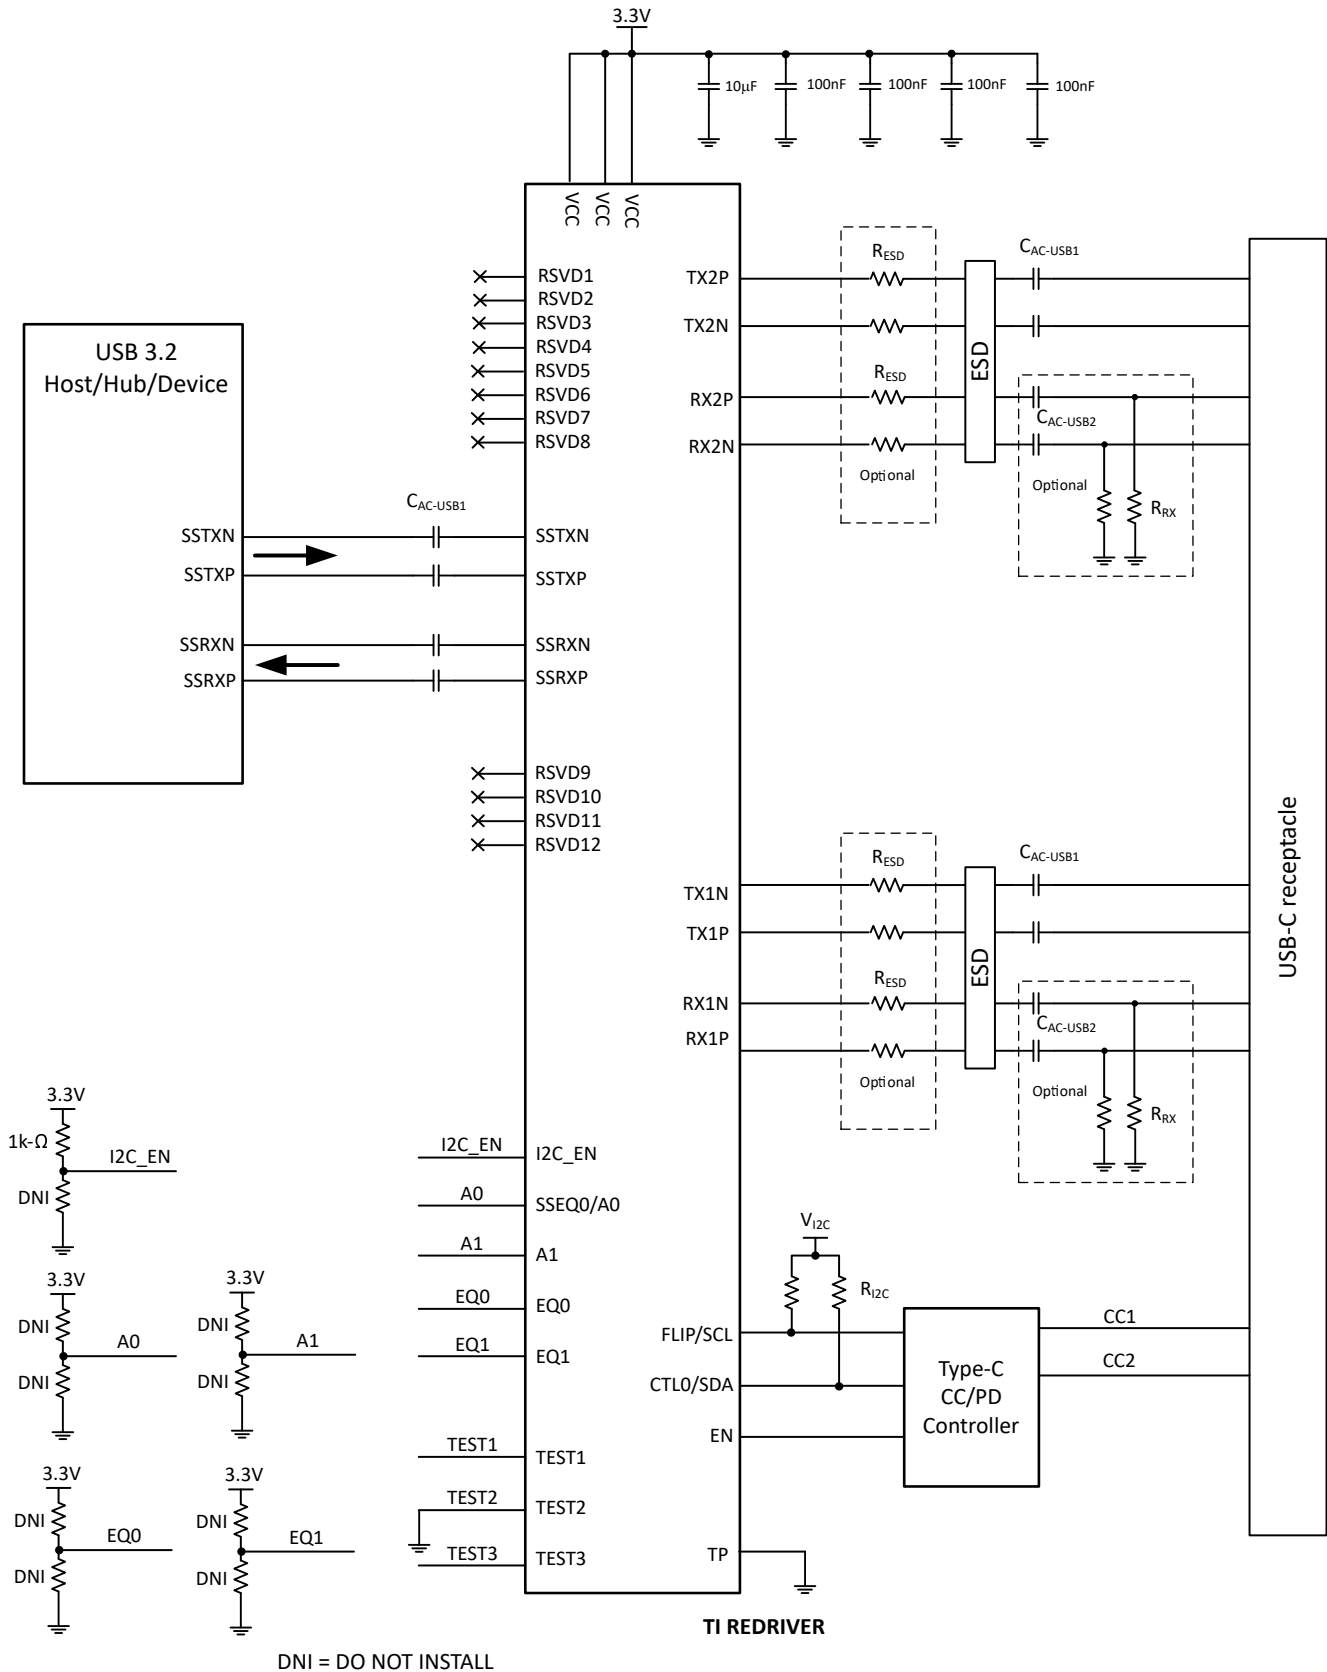 3.3V
10µF
100nF
100nF
100nF
100nF
VCC
VCC
VCC
RSVD1
RSVD2
RSVD3
RSVD4
RSVD5
RSVD6
RSVD7
RSVD8
USB 3.2
Host/Hub/Device
SSTXN
SSTXP
SSRXN
SSRXP
CAC-USB1
SSTXN
SSTXP
SSRXN
SSRXP
RSVD9
RSVD10
RSVD11
RSVD12
TX2P
TX2N
RX2P
RX2N
RESD
RESD
Optional
ESD
CAC-USB1
CAC-USB2
Optional
RRX
TX1N
TX1P
RX1N
RX1P
RESD
RESD
Optional
ESD
CAC-USB1
CAC-USB2
Optional
RRX
USB-C receptacle
3.3V
1k-Ω
I2C_EN
DNI
3.3V
DNI
A0
DNI
3.3V
DNI
A1
DNI
3.3V
DNI
EQ0
DNI
3.3V
DNI
EQ1
DNI
I2C_EN
I2C_EN
A0
SSEQ0/A0
A1
A1
EQ0
EQ0
EQ1
EQ1
TEST1
TEST1
TEST2
TEST2
TEST3
TEST3
VI2C
RI2C
FLIP/SCL
CTL0/SDA
EN
TP
Type-C
CC/PD
Controller
CC1
CC2
TI REDRIVER
DNI = DO NOT INSTALL